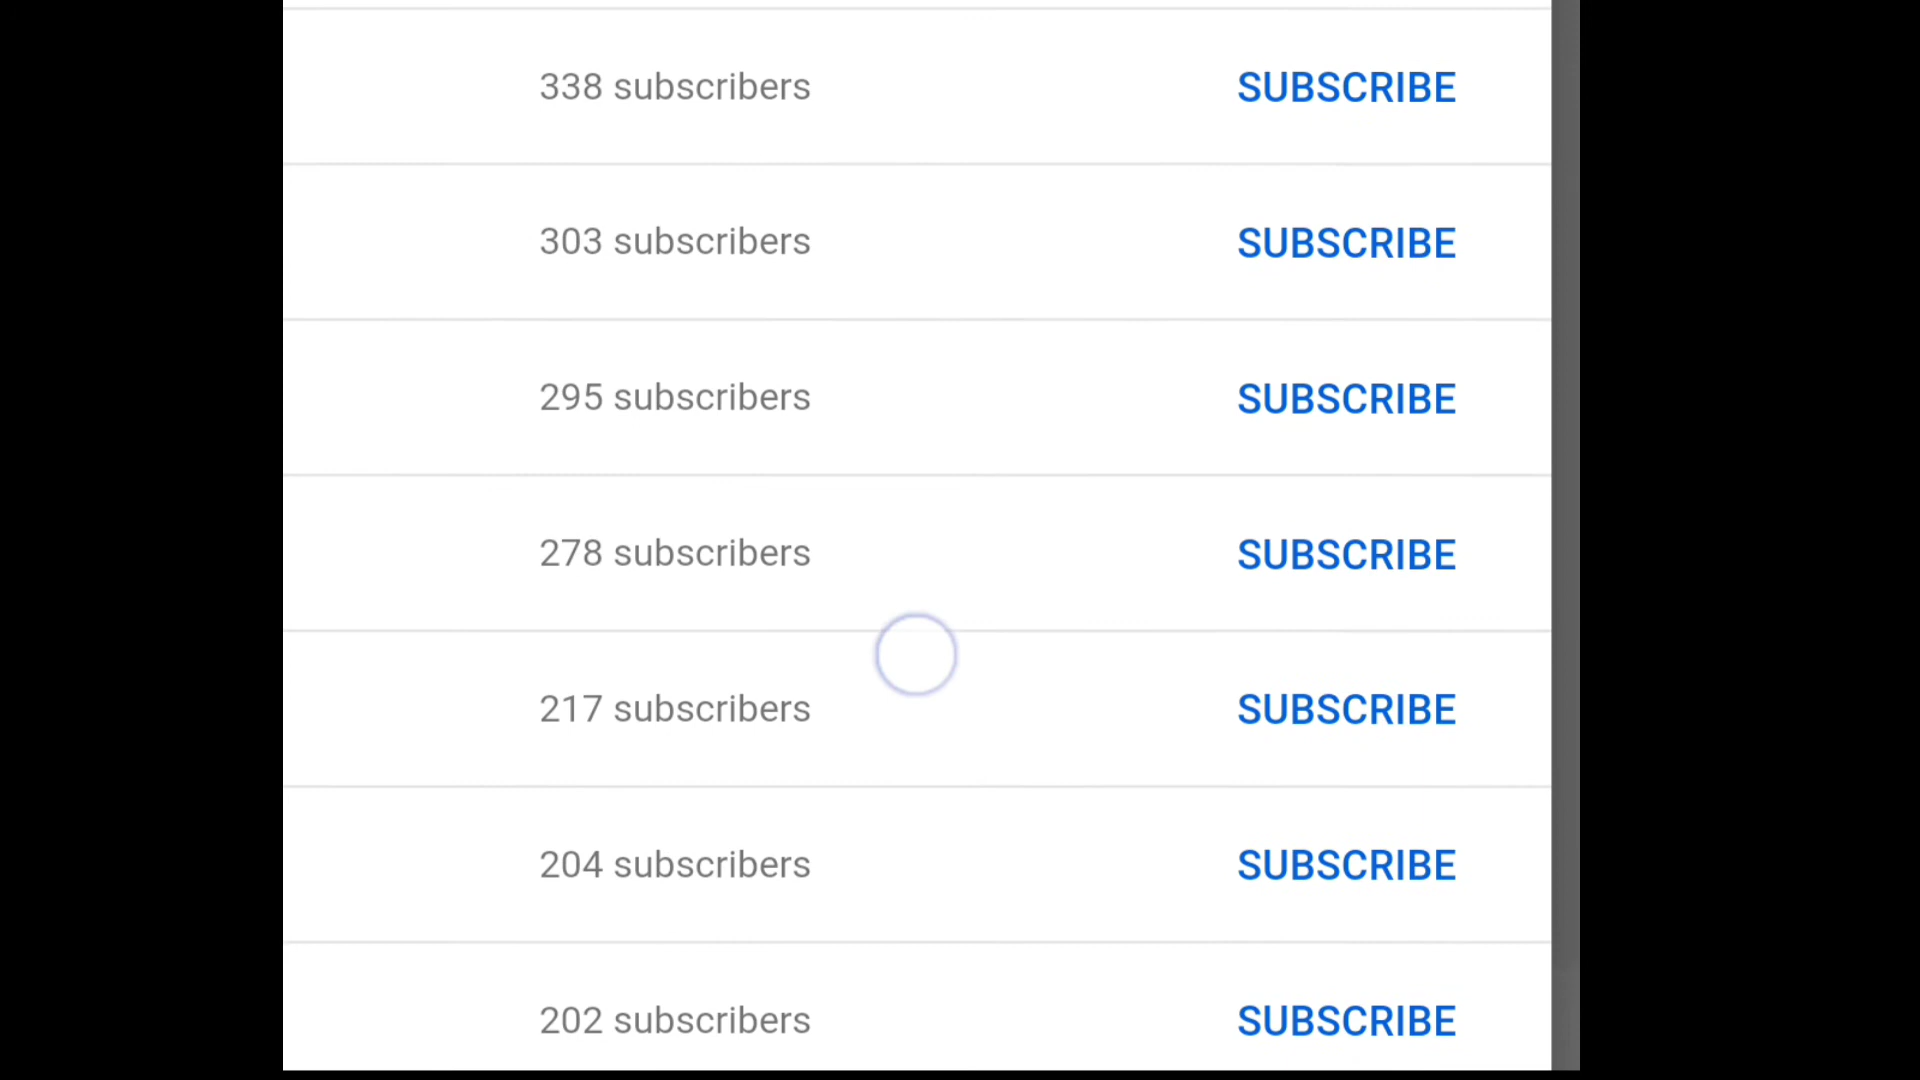 338 subscribers SUBSCRIBE
303 subscribers SUBSCRIBE
295 subscribers SUBSCRIBE
278 subscribers SUBSCRIBE
217 subscribers SUBSCRIBE
204 subscribers SUBSCRIBE
202 subscribers SUBSCRIBE